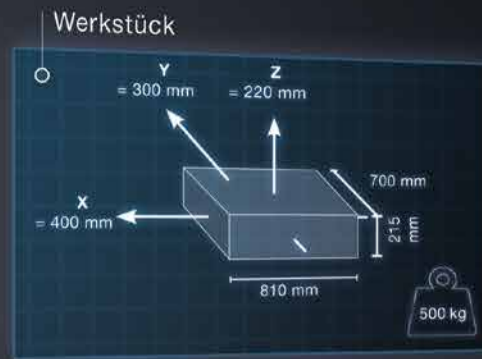 Werkstück
Y
= 300 mm
Z
= 220 mm
X
= 400 mm
700 mm
215
mm
810 mm
500 kg